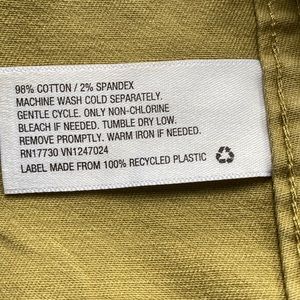 98% COTTON / 2% SPANDEX
MACHINE WASH COLD SEPARATELY.
GENTLE CYCLE. ONLY NON-CHLORINE
BLEACH IF NEEDED. TUMBLE DRY LOW.
REMOVE PROMPTLY. WARM IRON IF NEEDED.
RN17730 VN1247024
LABEL MADE FROM 100% RECYCLED PLASTIC